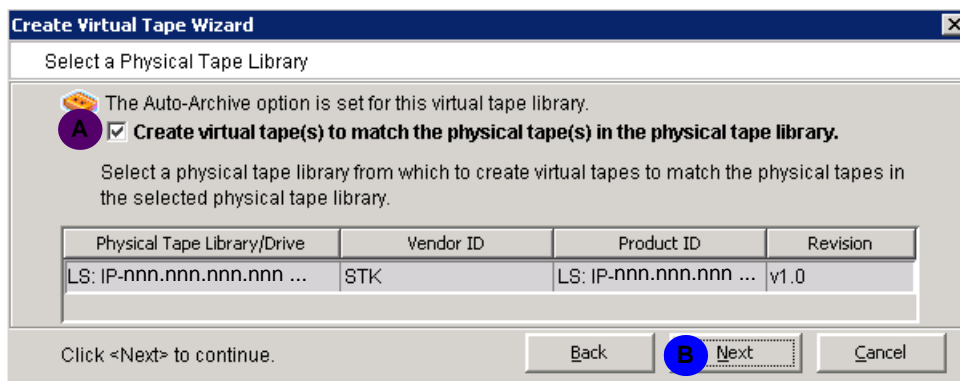 Create Virtual Tape Wizard
Select a Physical Tape Library
The Auto-Archive option is set for this virtual tape library.
A Create virtual tape(s) to match the physical tape(s) in the physical tape library.
Select a physical tape library from which to create virtual tapes to match the physical tapes in
the selected physical tape library.
Physical Tape Library/Drive Vendor ID Product ID Revision
LS: IP-nnn.nnn.nnn.nnn ... STK LS: IP-nnn.nnn.nnn ... v1.0
Click <Next> to continue. Back B Next Cancel